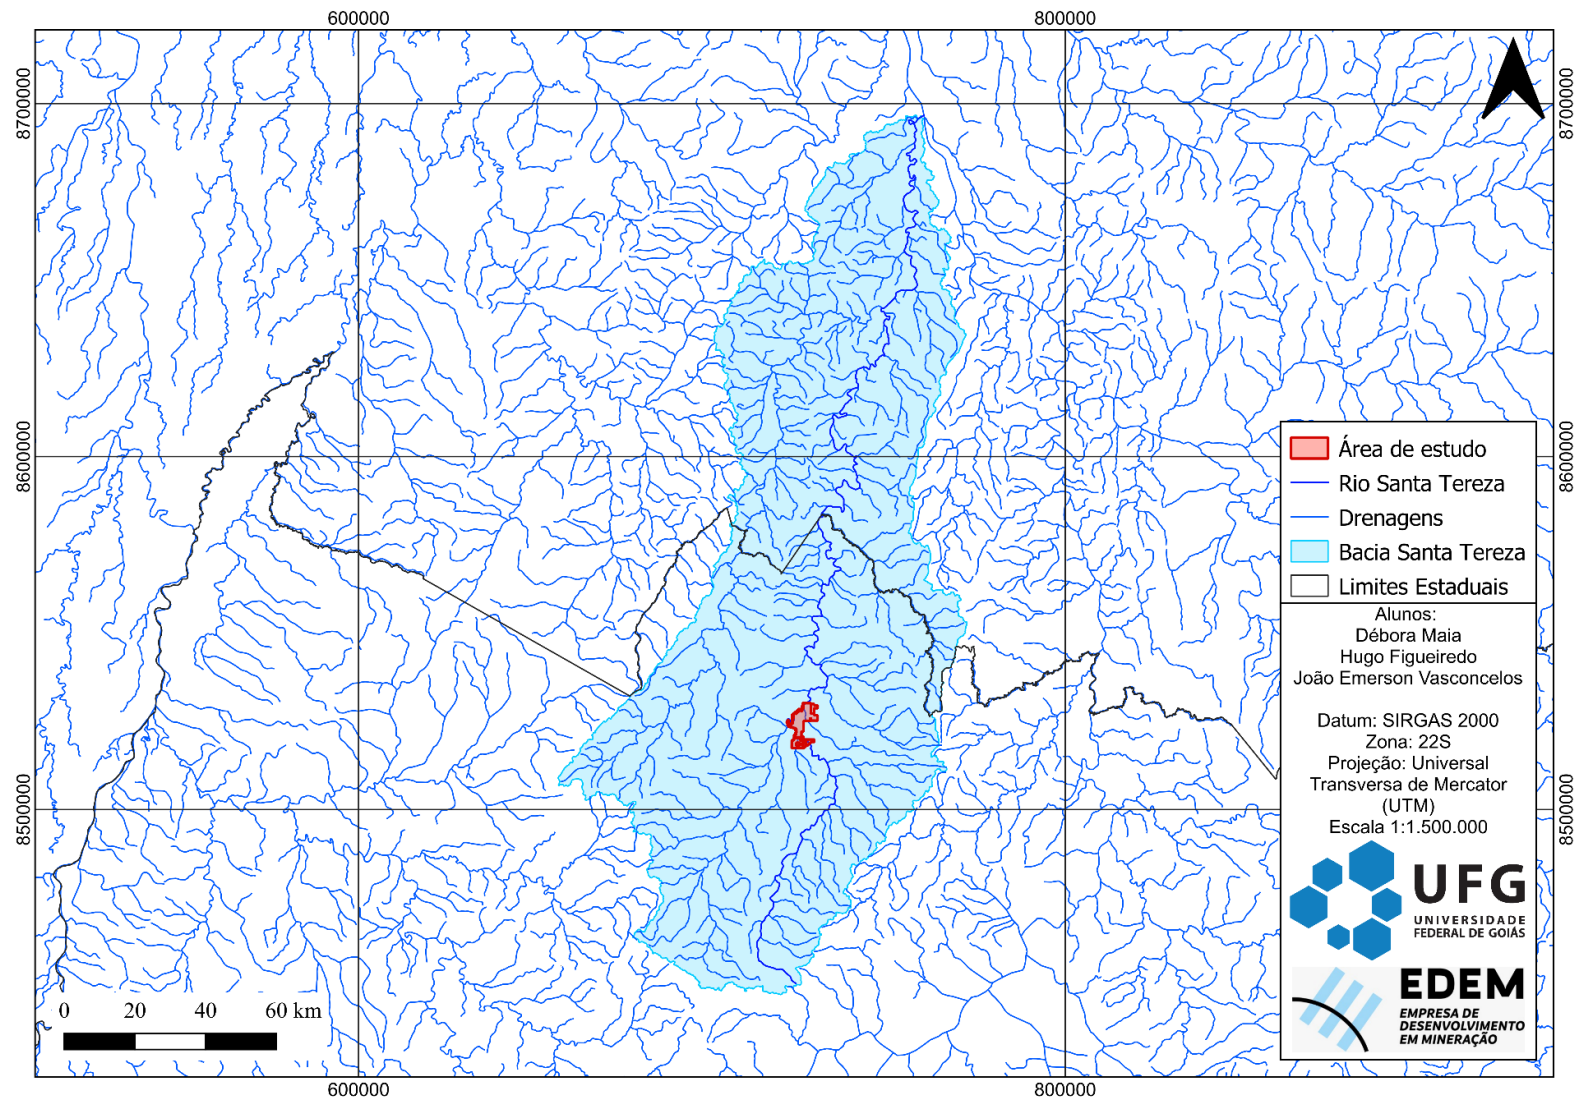 600000
800000
8700000
8700000
8600000
8600000
8500000
8500000
Área de estudo
Rio Santa Tereza
Drenagens
Bacia Santa Tereza
Limites Estaduais
Alunos:
Débora Maia
Hugo Figueiredo
João Emerson Vasconcelos
Datum: SIRGAS 2000
Zona: 22S
Projeção: Universal
Transversa de Mercator
(UTM)
Escala 1:1.500.000
UFG
UNIVERSIDADE
FEDERAL DE GOIÁS
EDEM
EMPRESA DE
DESENVOLVIMENTO
EM MINERAÇÃO
0 20 40 60 km
600000
800000